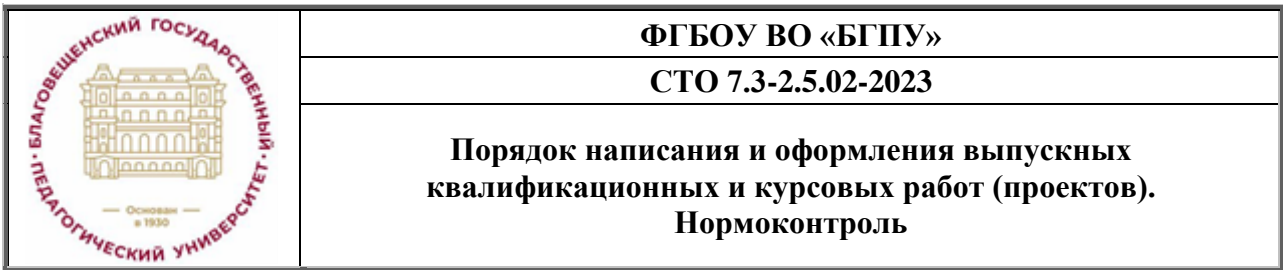 БЛАГОВЕЩЕНСКИЙ ГОСУДАРСТВЕННЫЙ
ПЕДАГОГИЧЕСКИЙ УНИВЕРСИТЕТ
— Основан —
в 1930
ФГБОУ ВО «БГПУ»
СТО 7.3-2.5.02-2023
Порядок написания и оформления выпускных
квалификационных и курсовых работ (проектов).
Нормоконтроль